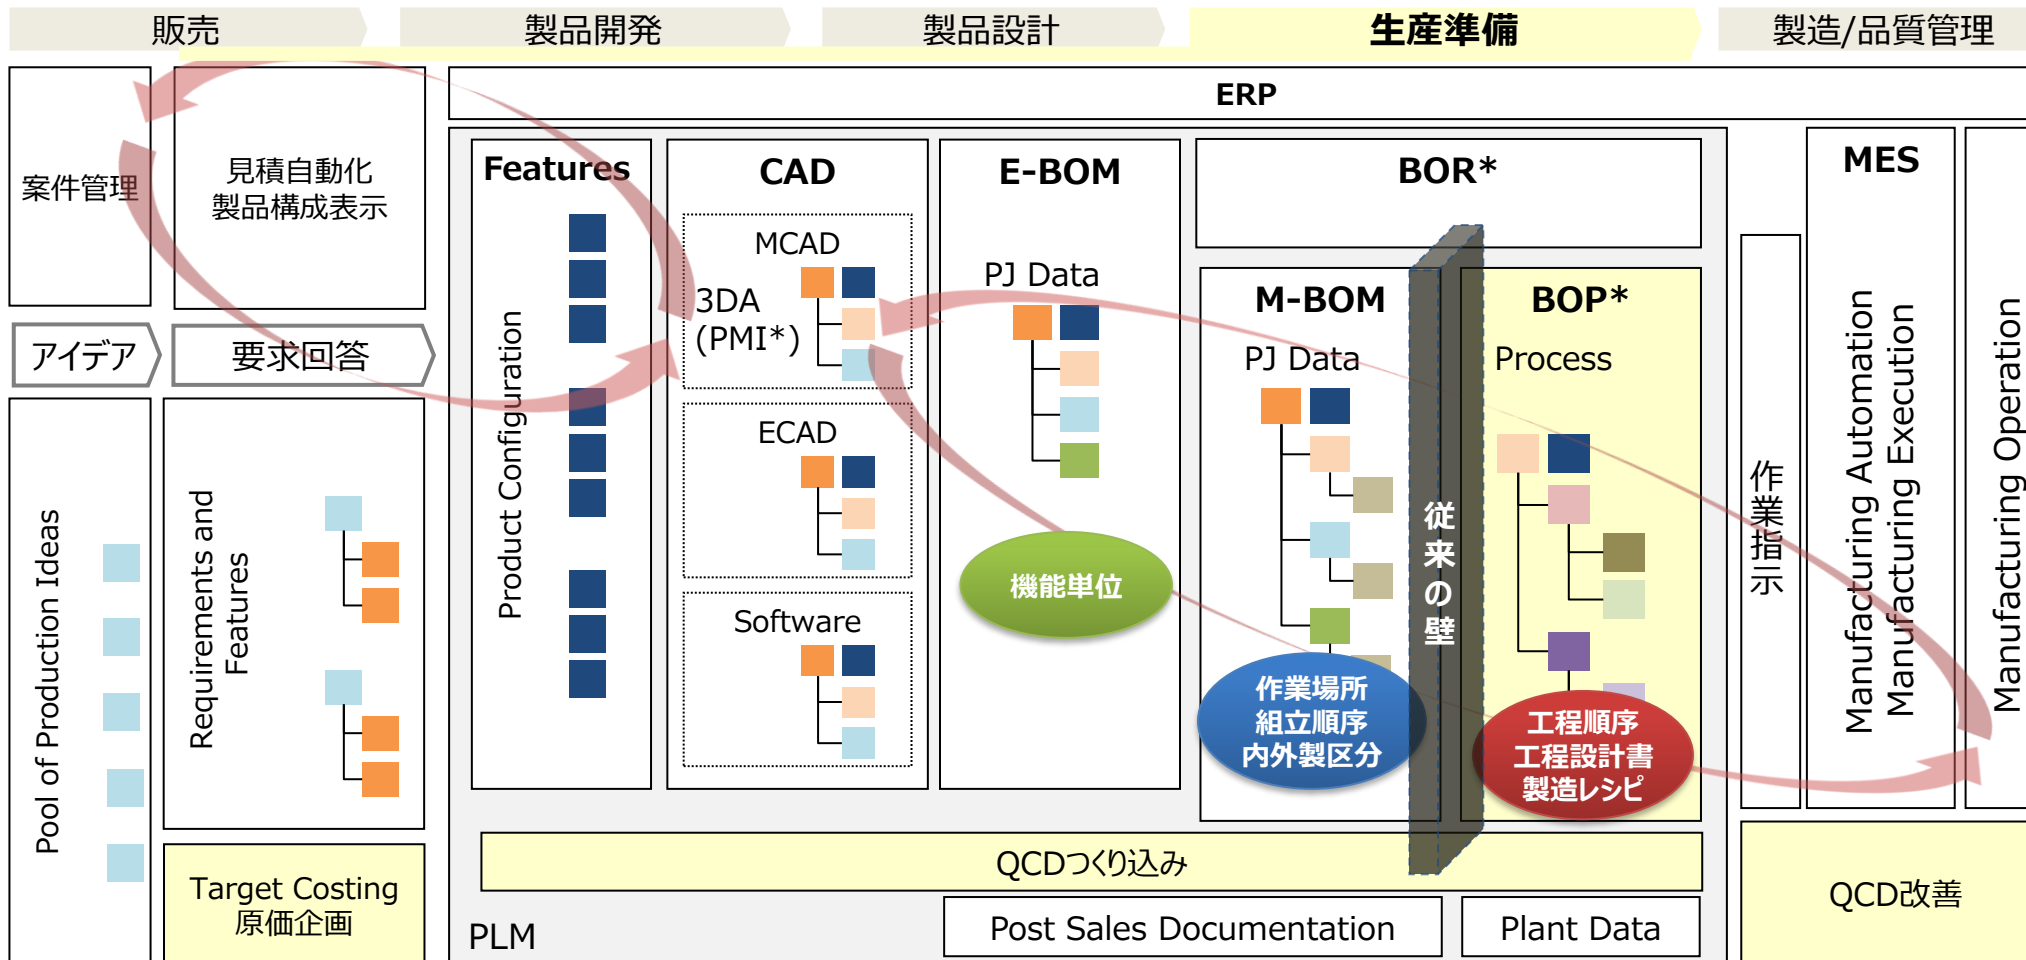 販売
製品開発
製品設計
生産準備
製造/品質管理
ERP
案件管理
見積自動化
製品構成表示
アイデア
要求回答
Pool of Production Ideas
Requirements and
Features
Target Costing
原価企画
Features
Product Configuration
CAD
MCAD
3DA
(PMI*)
ECAD
Software
E-BOM
PJ Data
機能単位
BOR*
M-BOM
PJ Data
作業場所
組立順序
内外製区分
従来の壁
BOP*
Process
工程順序
工程設計書
製造レシピ
QCDつくり込み
PLM
Post Sales Documentation
Plant Data
作業指示
MES
Manufacturing Automation
Manufacturing Execution
Manufacturing Operation
QCD改善